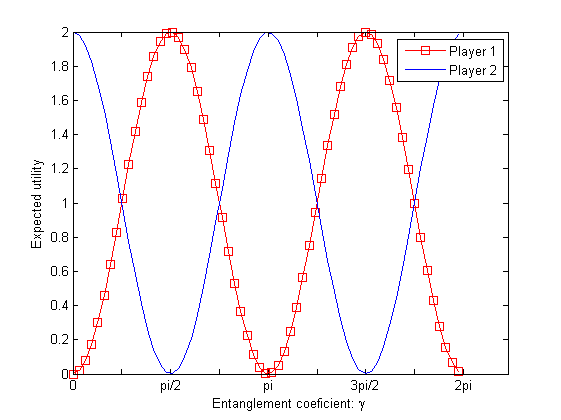 2
1.8
1.6
1.4
1.2
1
0.8
0.6
0.4
0.2
0
Expected utility
Player 1
Player 2
0 pi/2 pi 3pi/2 2pi
Entanglement coeficient: γ